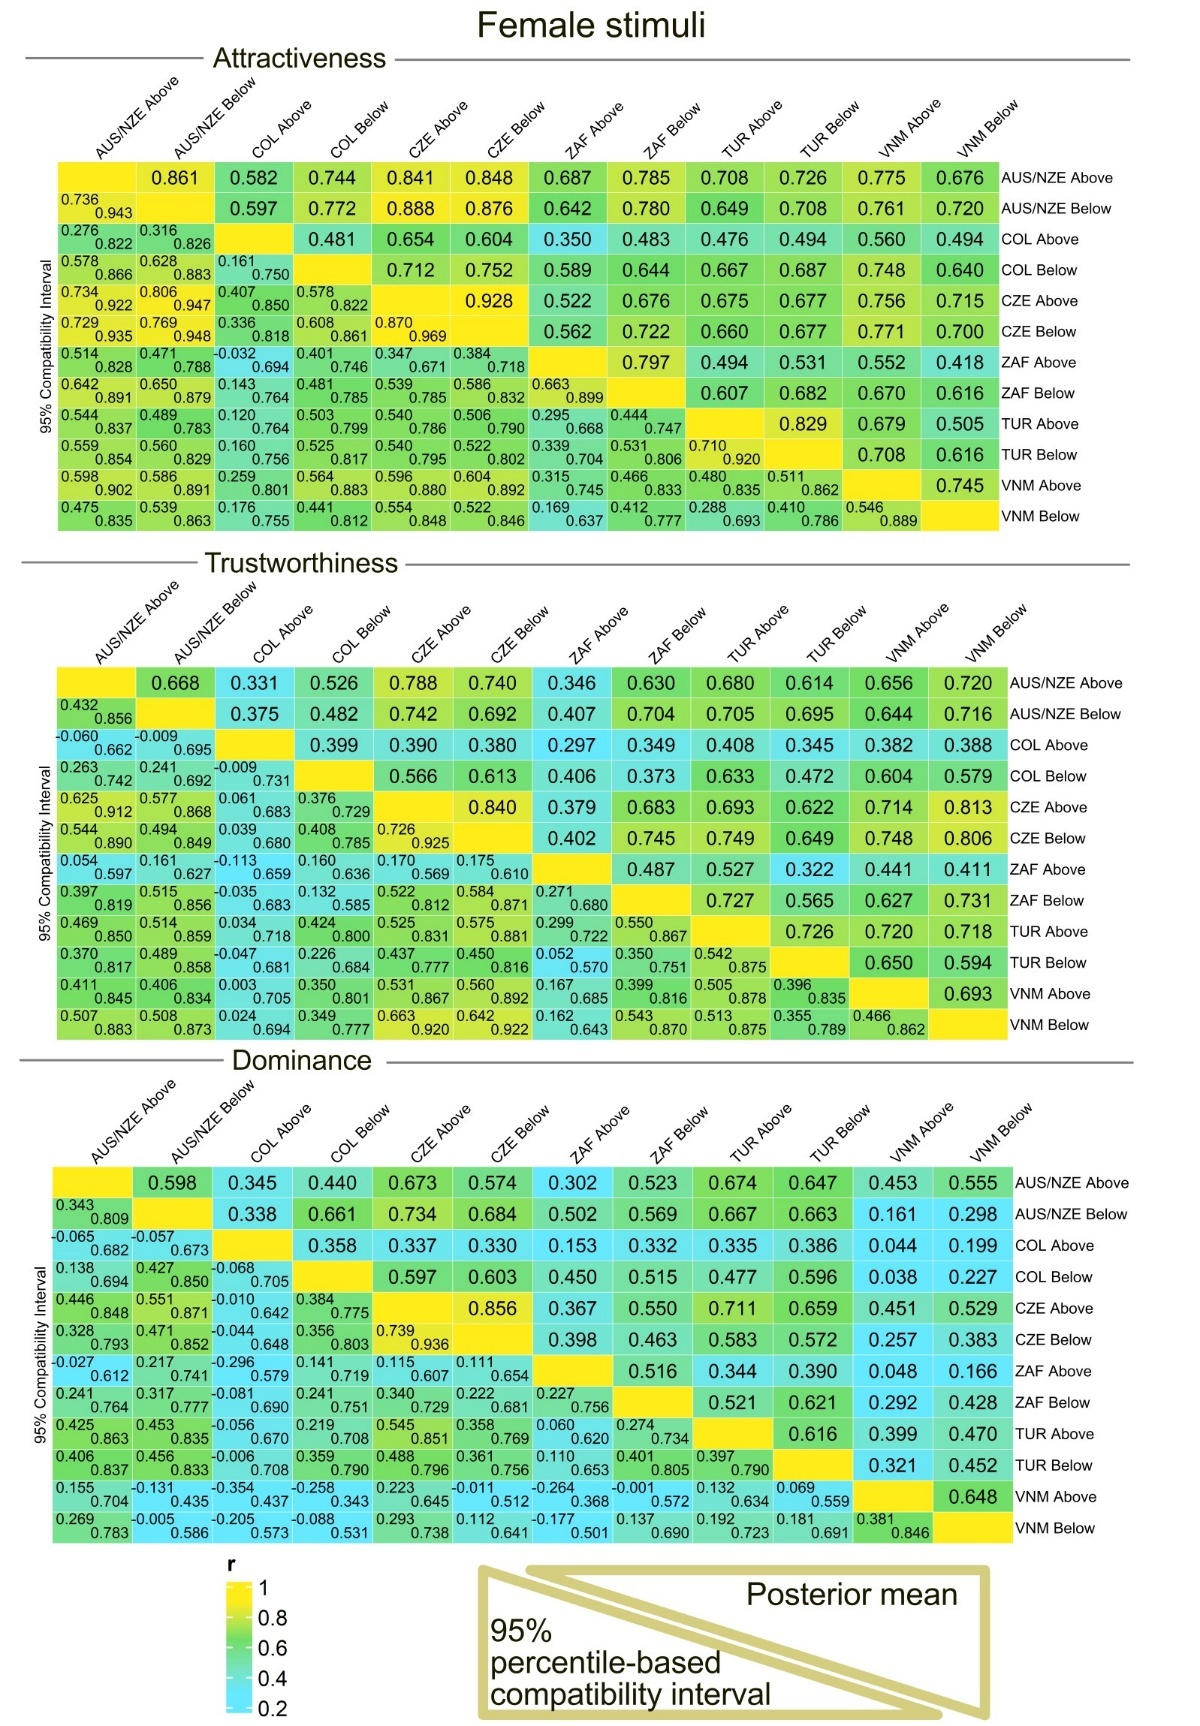 Female stimuli
Attractiveness
AUS/NZE Above AUS/NZE Below COL Above COL Below CZE Above CZE Below ZAF Above ZAF Below TUR Above TUR Below VNM Above VNM Below
0.861 0.582 0.744 0.841 0.848 0.687 0.785 0.708 0.726 0.775 0.676 AUS/NZE Above
0.736 0.943 0.597 0.772 0.888 0.876 0.642 0.780 0.649 0.708 0.761 0.720 AUS/NZE Below
0.276 0.822 0.316 0.826 0.481 0.654 0.604 0.350 0.483 0.476 0.494 0.560 0.494 COL Above
0.578 0.866 0.628 0.883 0.161 0.750 0.712 0.752 0.589 0.644 0.667 0.687 0.748 0.640 COL Below
0.734 0.922 0.806 0.947 0.407 0.850 0.578 0.822 0.928 0.522 0.676 0.675 0.677 0.756 0.715 CZE Above
0.729 0.935 0.769 0.948 0.336 0.818 0.608 0.861 0.870 0.969 0.562 0.722 0.660 0.677 0.771 0.700 CZE Below
0.514 0.828 0.471 0.788 -0.032 0.694 0.401 0.746 0.347 0.671 0.384 0.718 0.797 0.494 0.531 0.552 0.418 ZAF Above
0.642 0.891 0.650 0.879 0.143 0.764 0.481 0.785 0.539 0.785 0.586 0.832 0.663 0.899 0.607 0.682 0.670 0.616 ZAF Below
0.544 0.837 0.489 0.783 0.120 0.764 0.503 0.799 0.540 0.786 0.506 0.790 0.295 0.668 0.444 0.747 0.829 0.679 0.505 TUR Above
0.559 0.854 0.560 0.829 0.160 0.756 0.525 0.817 0.540 0.795 0.522 0.802 0.339 0.704 0.531 0.806 0.710 0.920 0.708 0.616 TUR Below
0.598 0.902 0.586 0.891 0.259 0.801 0.564 0.883 0.596 0.880 0.604 0.892 0.315 0.745 0.466 0.833 0.480 0.835 0.511 0.862 0.745 VNM Above
0.475 0.835 0.539 0.863 0.176 0.755 0.441 0.812 0.554 0.848 0.522 0.846 0.169 0.637 0.412 0.777 0.288 0.693 0.410 0.786 0.546 0.889 VNM Below
95% Compatibility Interval
Trustworthiness
AUS/NZE Above AUS/NZE Below COL Above COL Below CZE Above CZE Below ZAF Above ZAF Below TUR Above TUR Below VNM Above VNM Below
0.668 0.331 0.526 0.788 0.740 0.346 0.630 0.680 0.614 0.656 0.720 AUS/NZE Above
0.432 0.856 0.375 0.482 0.742 0.692 0.407 0.704 0.705 0.695 0.644 0.716 AUS/NZE Below
-0.060 0.662 -0.009 0.695 0.399 0.390 0.380 0.297 0.349 0.408 0.345 0.382 0.388 COL Above
0.263 0.742 0.241 0.692 -0.009 0.731 0.566 0.613 0.406 0.373 0.633 0.472 0.604 0.579 COL Below
0.625 0.912 0.577 0.868 0.061 0.683 0.376 0.729 0.840 0.379 0.683 0.693 0.622 0.714 0.813 CZE Above
0.544 0.890 0.494 0.849 0.039 0.680 0.408 0.785 0.726 0.925 0.402 0.745 0.749 0.649 0.748 0.806 CZE Below
0.054 0.597 0.161 0.627 -0.113 0.659 0.160 0.636 0.170 0.569 0.175 0.610 0.487 0.527 0.322 0.441 0.411 ZAF Above
0.397 0.819 0.515 0.856 -0.035 0.683 0.132 0.585 0.522 0.812 0.584 0.871 0.271 0.680 0.727 0.565 0.627 0.731 ZAF Below
0.469 0.850 0.514 0.859 0.034 0.718 0.424 0.800 0.525 0.831 0.575 0.881 0.299 0.722 0.550 0.867 0.726 0.720 0.718 TUR Above
0.370 0.817 0.489 0.858 -0.047 0.681 0.226 0.684 0.437 0.777 0.450 0.816 0.052 0.570 0.350 0.751 0.542 0.875 0.650 0.594 TUR Below
0.411 0.845 0.406 0.834 0.003 0.705 0.350 0.801 0.531 0.867 0.560 0.892 0.167 0.685 0.399 0.816 0.505 0.878 0.396 0.835 0.693 VNM Above
0.507 0.883 0.508 0.873 0.024 0.694 0.349 0.777 0.663 0.920 0.642 0.922 0.162 0.643 0.543 0.870 0.513 0.875 0.355 0.789 0.466 0.862 VNM Below
95% Compatibility Interval
Dominance
AUS/NZE Above AUS/NZE Below COL Above COL Below CZE Above CZE Below ZAF Above ZAF Below TUR Above TUR Below VNM Above VNM Below
0.598 0.345 0.440 0.673 0.574 0.302 0.523 0.674 0.647 0.453 0.555 AUS/NZE Above
0.343 0.809 0.338 0.661 0.734 0.684 0.502 0.569 0.667 0.663 0.161 0.298 AUS/NZE Below
-0.065 0.682 -0.057 0.673 0.358 0.337 0.330 0.153 0.332 0.335 0.386 0.044 0.199 COL Above
0.138 0.694 0.427 0.850 -0.068 0.705 0.597 0.603 0.450 0.515 0.477 0.596 0.038 0.227 COL Below
0.446 0.848 0.551 0.871 -0.010 0.642 0.384 0.775 0.856 0.367 0.550 0.711 0.659 0.451 0.529 CZE Above
0.328 0.793 0.471 0.852 -0.044 0.648 0.356 0.803 0.739 0.936 0.398 0.463 0.583 0.572 0.257 0.383 CZE Below
-0.027 0.612 0.217 0.741 -0.296 0.579 0.141 0.719 0.115 0.607 0.111 0.654 0.516 0.344 0.390 0.048 0.166 ZAF Above
0.241 0.764 0.317 0.777 -0.081 0.690 0.241 0.751 0.340 0.729 0.222 0.681 0.227 0.756 0.521 0.621 0.292 0.428 ZAF Below
0.425 0.863 0.453 0.835 -0.056 0.670 0.219 0.708 0.545 0.851 0.358 0.769 0.060 0.620 0.274 0.734 0.616 0.399 0.470 TUR Above
0.406 0.837 0.456 0.833 -0.006 0.708 0.359 0.790 0.488 0.796 0.361 0.756 0.110 0.653 0.401 0.805 0.397 0.790 0.321 0.452 TUR Below
0.155 0.704 -0.131 0.435 -0.354 0.437 -0.258 0.343 0.223 0.645 -0.011 0.512 -0.264 0.368 -0.001 0.572 0.132 0.634 0.069 0.559 0.648 VNM Above
0.269 0.783 -0.005 0.586 -0.205 0.573 -0.088 0.531 0.293 0.738 0.112 0.641 -0.177 0.501 0.137 0.690 0.192 0.723 0.181 0.691 0.381 0.846 VNM Below
95% Compatibility Interval
r
1
0.8
0.6
0.4
0.2
Posterior mean
95%
percentile-based
compatibility interval